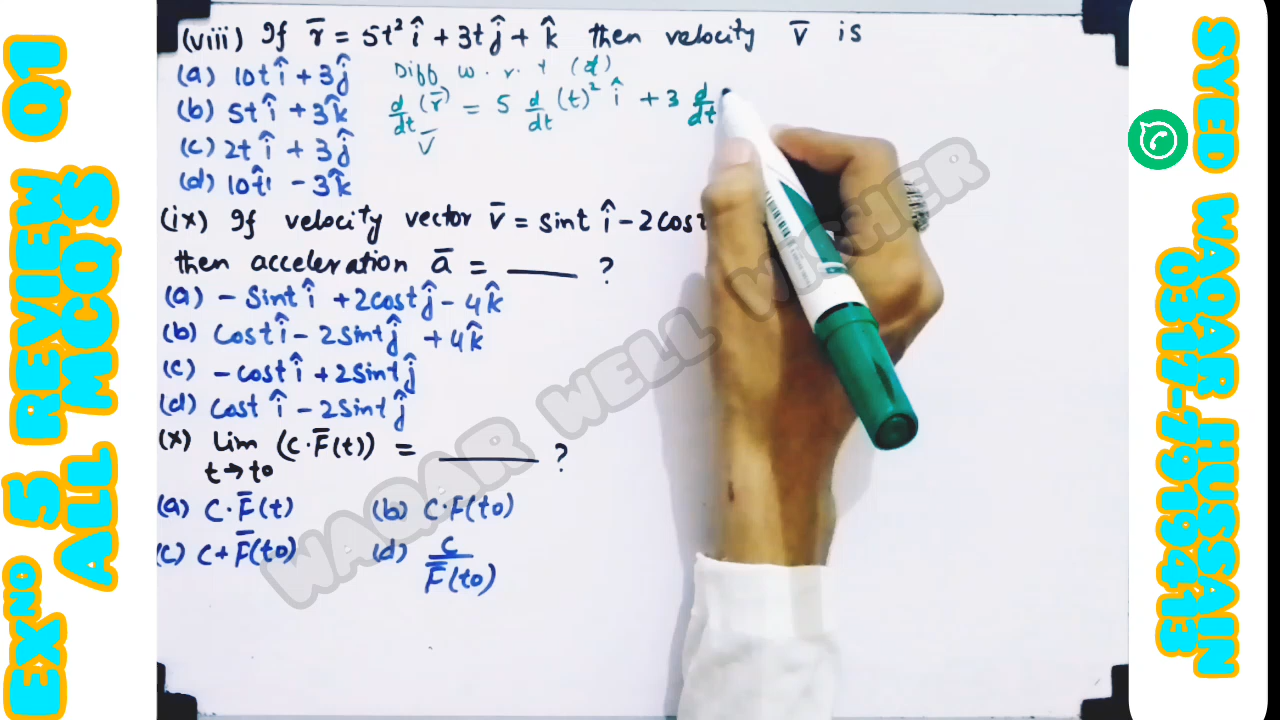 EXNO 5 REVIEW Q1
ALL MCQ'S
(viii) If r̄ = 5t² î + 3t ĵ + k̂ then velocity v̄ is
(a) 10t î + 3ĵ
Diff w.r.t (t)
(b) 5t î + 3k̂
d/dt (r̄) = 5 d/dt (t)² î + 3 d/dt
v̄
(c) 2t î + 3ĵ
(d) 10t̂i - 3k̂
(ix) If velocity vector v̄ = sint î - 2cost
then acceleration ā = ____ ?
(a) - Sint î + 2cost ĵ - 4k̂
(b) Cost î - 2sint ĵ + 4k̂
(c) - cost î + 2sint ĵ
(d) cost î - 2sint ĵ
(x) Lim t→to (C·F̄(t)) = ____ ?
(a) C·F̄(t) (b) C·F(to)
(c) C+F̄(to) (d) C/F̄(to)
WAQAR WELL WISHER
SYED WAQAR HUSSAIN